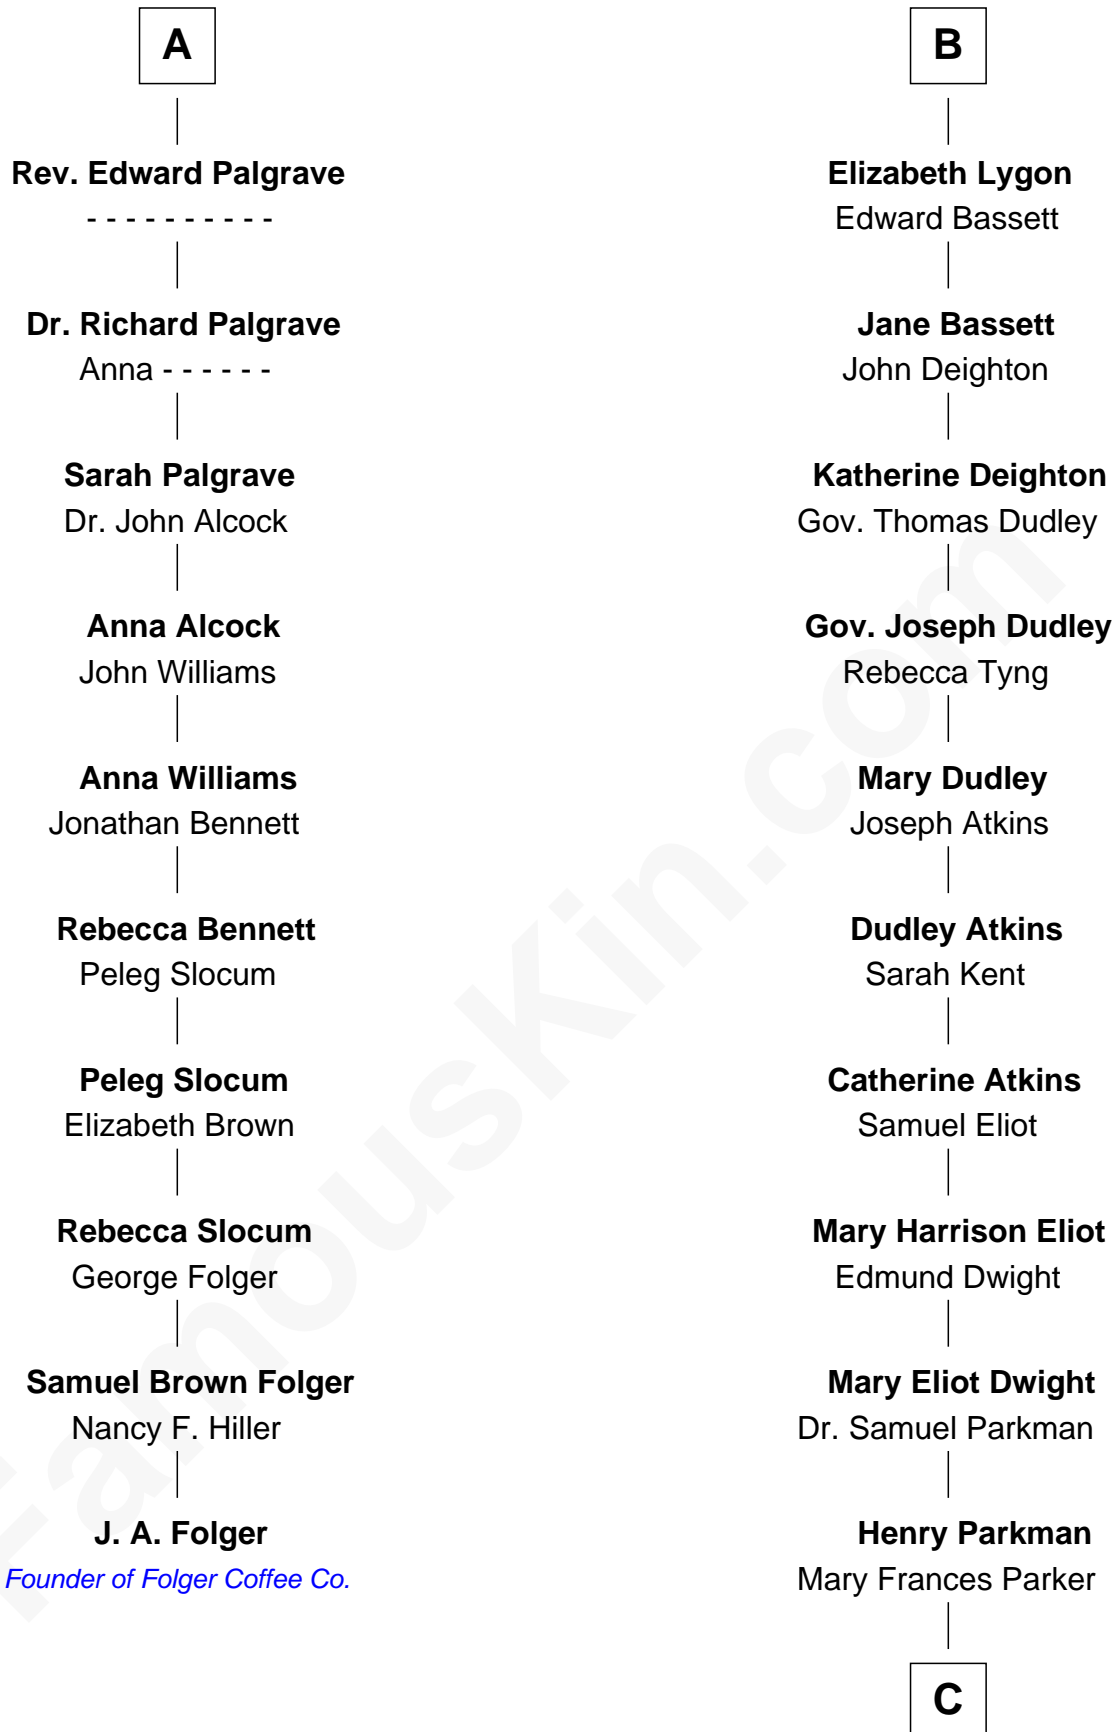 A
Rev. Edward Palgrave
- - - - - - - - - -
Dr. Richard Palgrave
Anna - - - - - -
Sarah Palgrave
Dr. John Alcock
Anna Alcock
John Williams
Anna Williams
Jonathan Bennett
Rebecca Bennett
Peleg Slocum
Peleg Slocum
Elizabeth Brown
Rebecca Slocum
George Folger
Samuel Brown Folger
Nancy F. Hiller
J. A. Folger
Founder of Folger Coffee Co.
B
Elizabeth Lygon
Edward Bassett
Jane Bassett
John Deighton
Katherine Deighton
Gov. Thomas Dudley
Gov. Joseph Dudley
Rebecca Tyng
Mary Dudley
Joseph Atkins
Dudley Atkins
Sarah Kent
Catherine Atkins
Samuel Eliot
Mary Harrison Eliot
Edmund Dwight
Mary Eliot Dwight
Dr. Samuel Parkman
Henry Parkman
Mary Frances Parker
C
FamousKin.com